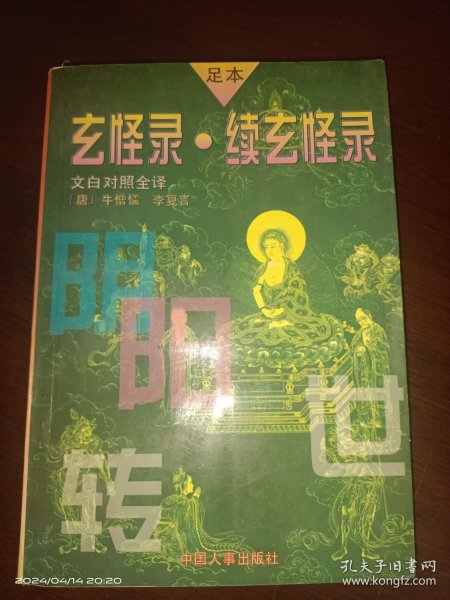 足本
玄怪录·续玄怪录
文白对照全译
[唐] 牛僧儒 李复言
阴
阳
转
世
中国人事出版社
2024/04/14 20:20
孔夫子旧书网
www.kongfz.com